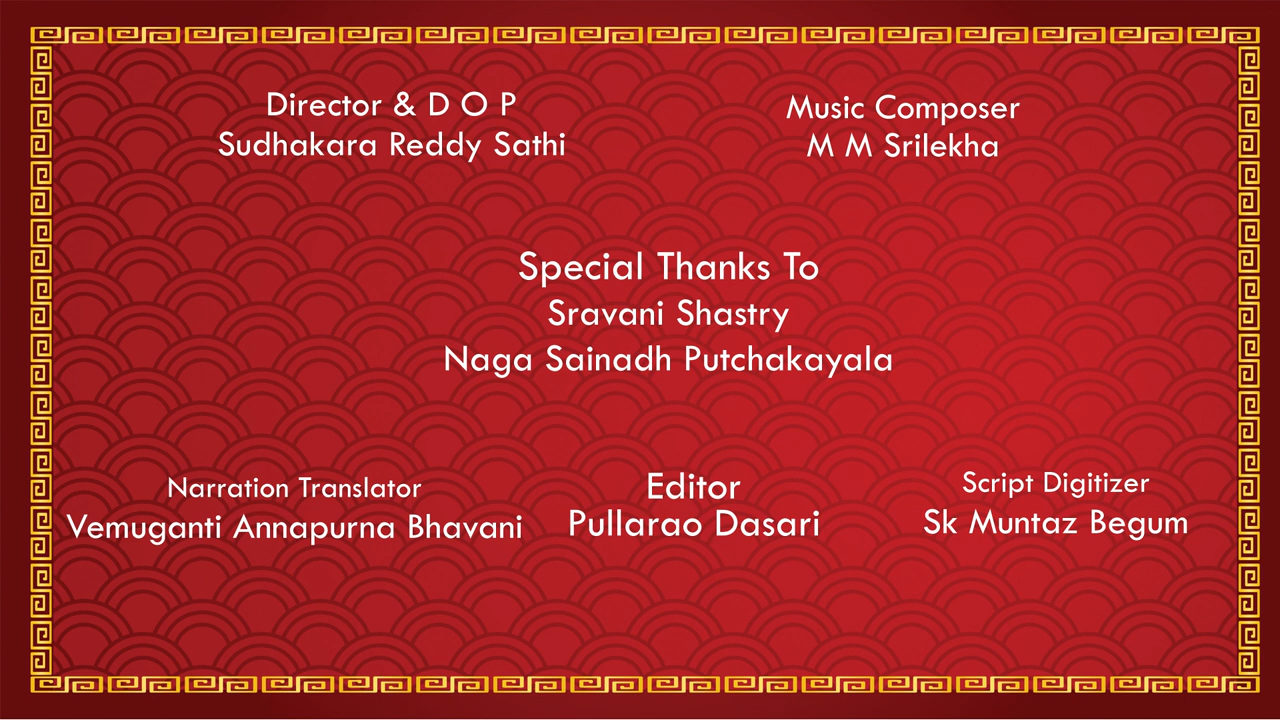 Director & D O P
Sudhakara Reddy Sathi
Music Composer
M M Srilekha
Special Thanks To
Sravani Shastry
Naga Sainadh Putchakayala
Narration Translator
Vemuganti Annapurna Bhavani
Editor
Pullarao Dasari
Script Digitizer
Sk Muntaz Begum